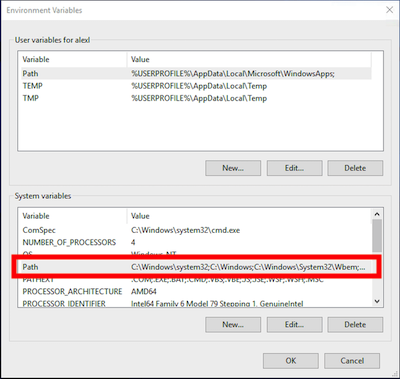 Environment Variables
User variables for alexl
Variable Value
Path %USERPROFILE%\AppData\Local\Microsoft\WindowsApps;
TEMP %USERPROFILE%\AppData\Local\Temp
TMP %USERPROFILE%\AppData\Local\Temp
New... Edit... Delete
System variables
Variable Value
ComSpec C:\Windows\system32\cmd.exe
NUMBER_OF_PROCESSORS 4
OS Windows_NT
Path C:\Windows\system32;C:\Windows;C:\Windows\System32\Wbem;...
PATHEXT .COM;.EXE;.BAT;.CMD;.VBS;.VBE;.JS;.JSE;.WSF;.WSH;.MSC
PROCESSOR_ARCHITECTURE AMD64
PROCESSOR_IDENTIFIER Intel64 Family 6 Model 79 Stepping 1, GenuineIntel
New... Edit... Delete
OK Cancel